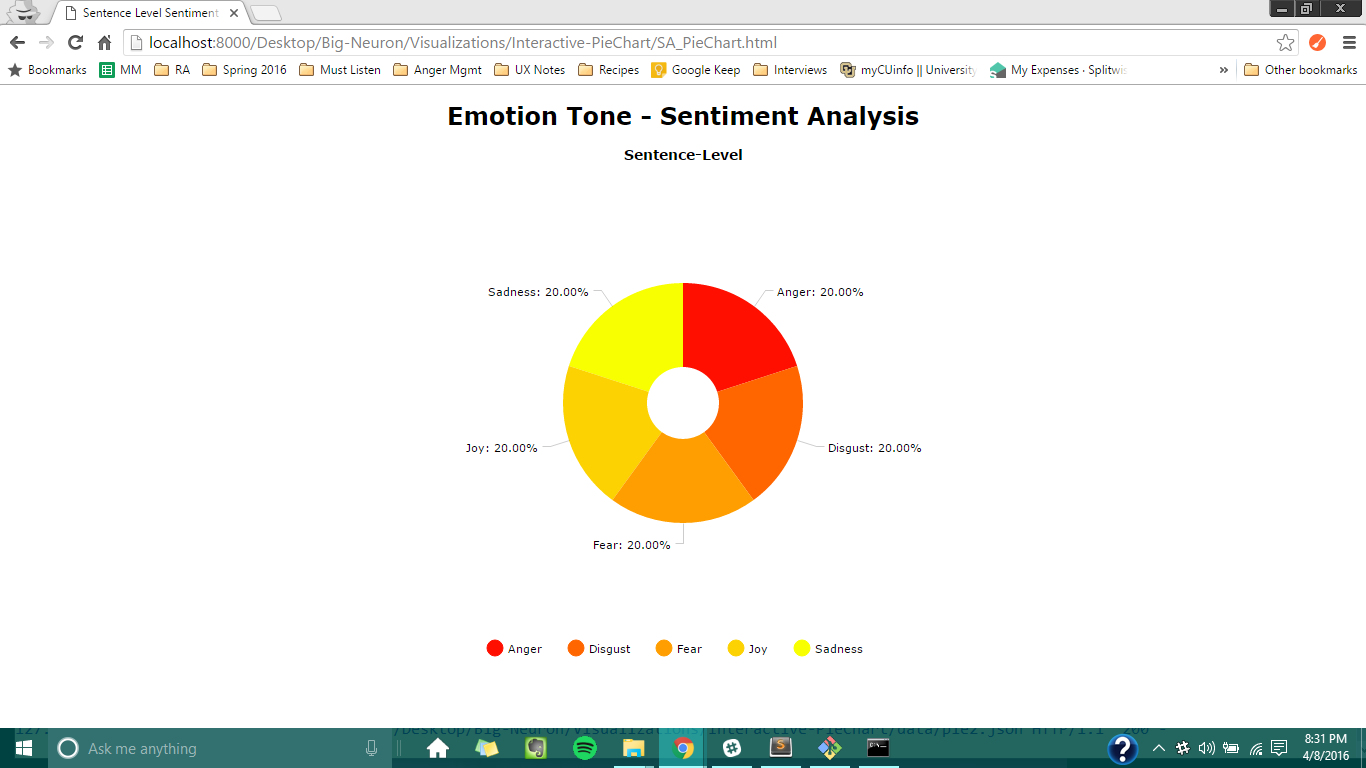 Sentence Level Sentiment
localhost:8000/Desktop/Big-Neuron/Visualizations/Interactive-PieChart/SA_PieChart.html
Bookmarks MM RA Spring 2016 Must Listen Anger Mgmt UX Notes Recipes Google Keep Interviews myCUinfo || University My Expenses · Splitwis » Other bookmarks
Emotion Tone - Sentiment Analysis
Sentence-Level
Sadness: 20.00% Anger: 20.00%
Joy: 20.00% Disgust: 20.00%
Fear: 20.00%
Anger Disgust Fear Joy Sadness
/Desktop/Big-Neuron/Visualizations/Interactive-PieChart/data/pie2.json HTTP/1.1" 200 -
Ask me anything
8:31 PM
4/8/2016